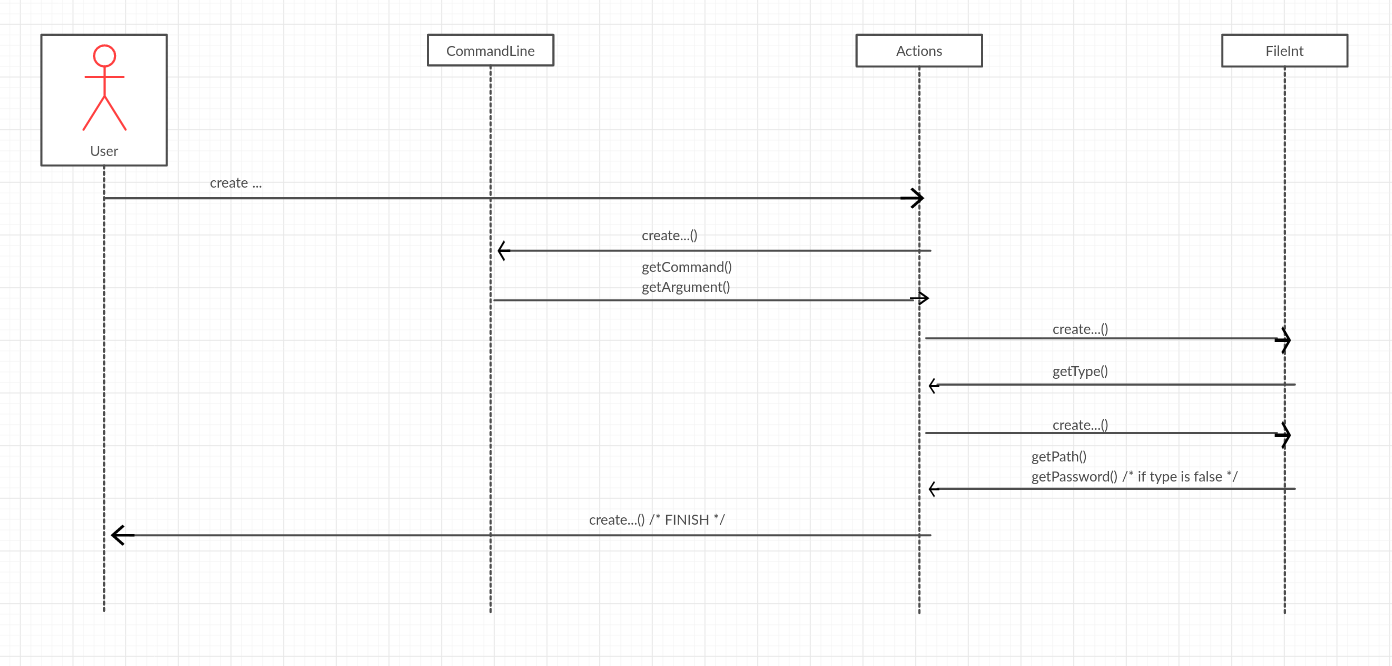 CommandLine
Actions
FileInt
User
create ...
create...()
getCommand()
getArgument()
create...()
getType()
create...()
getPath()
getPassword() /* if type is false */
create...() /* FINISH */